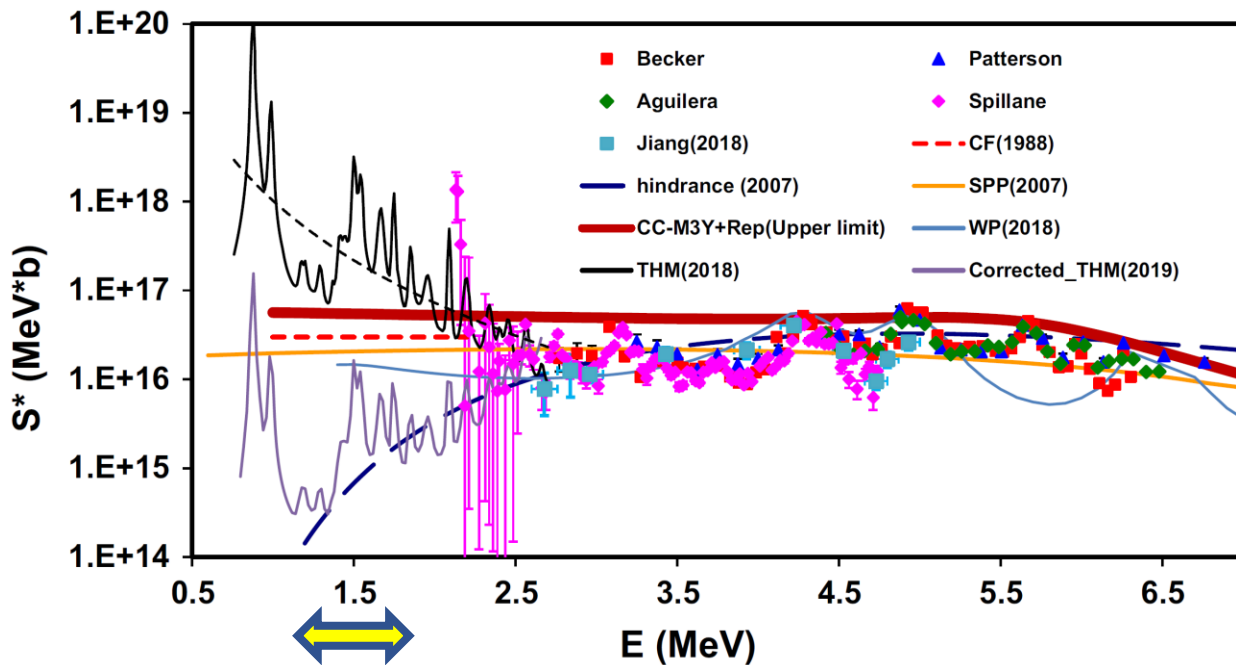 1.E+20
1.E+19
1.E+18
1.E+17
1.E+16
1.E+15
1.E+14
S* (MeV*b)
Becker
Patterson
Aguilera
Spillane
Jiang(2018)
CF(1988)
hindrance (2007)
SPP(2007)
CC-M3Y+Rep(Upper limit)
WP(2018)
THM(2018)
Corrected_THM(2019)
0.5 1.5 2.5 3.5 4.5 5.5 6.5
E (MeV)